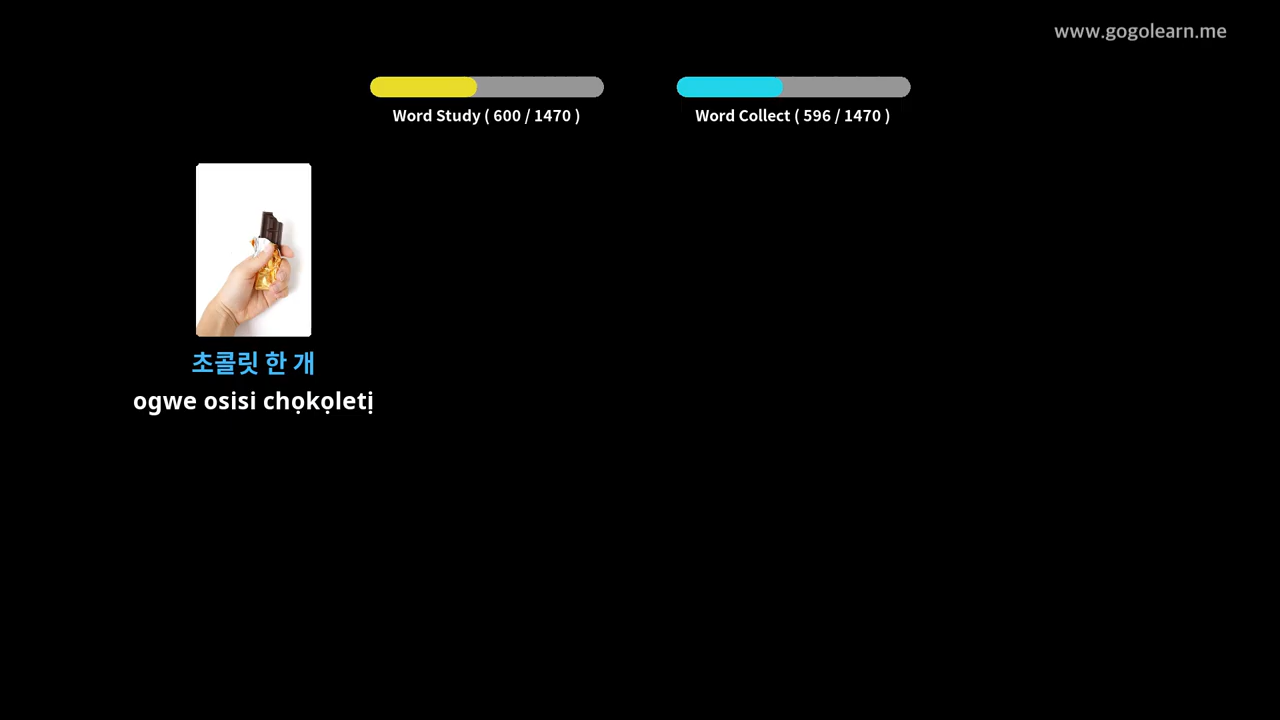 www.gogolearn.me
Word Study ( 600 / 1470 )
Word Collect ( 596 / 1470 )
초콜릿 한 개
ogwe osisi chọkọletị